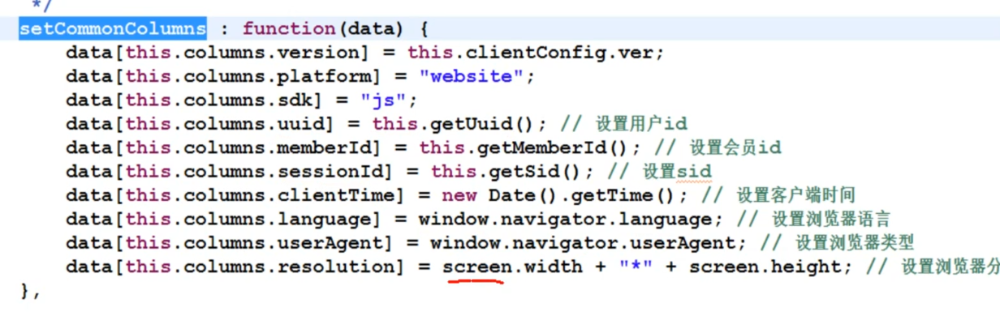 */
setCommonColumns : function(data) {
data[this.columns.version] = this.clientConfig.ver;
data[this.columns.platform] = "website";
data[this.columns.sdk] = "js";
data[this.columns.uuid] = this.getUuid(); // 设置用户id
data[this.columns.memberId] = this.getMemberId(); // 设置会员id
data[this.columns.sessionId] = this.getSid(); // 设置sid
data[this.columns.clientTime] = new Date().getTime(); // 设置客户端时间
data[this.columns.language] = window.navigator.language; // 设置浏览器语言
data[this.columns.userAgent] = window.navigator.userAgent; // 设置浏览器类型
data[this.columns.resolution] = screen.width + "*" + screen.height; // 设置浏览器分
},